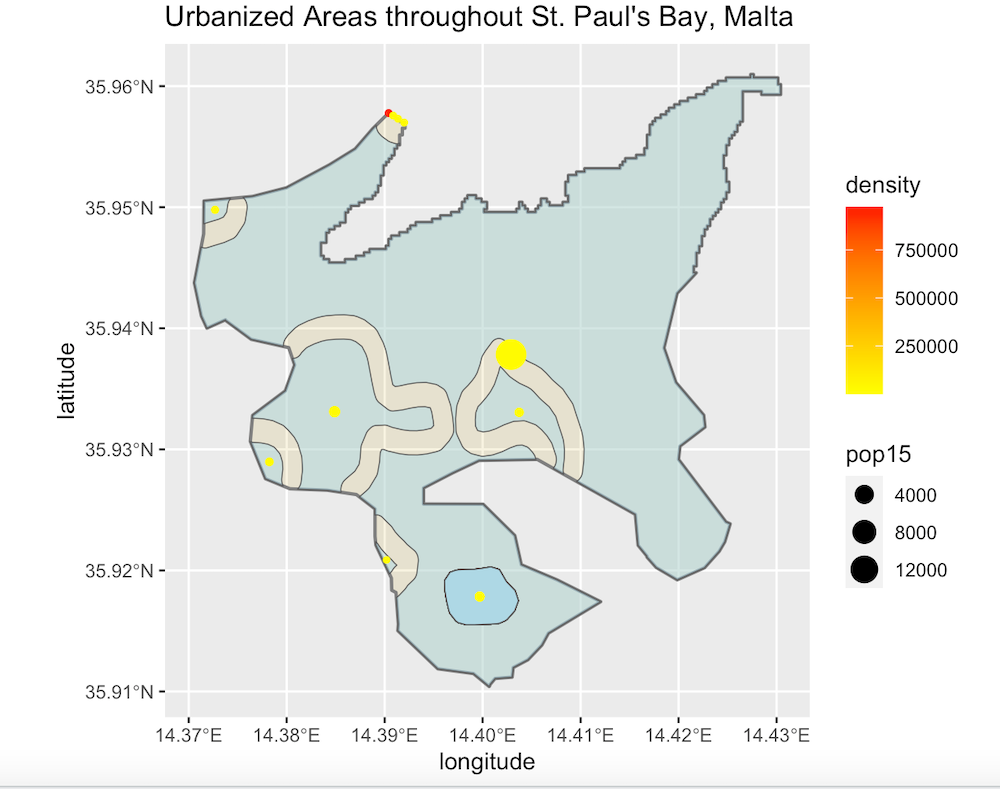 Urbanized Areas throughout St. Paul's Bay, Malta
35.96°N
35.95°N
35.94°N
35.93°N
35.92°N
35.91°N
latitude
14.37°E 14.38°E 14.39°E 14.40°E 14.41°E 14.42°E 14.43°E
longitude
density
750000
500000
250000
pop15
4000
8000
12000